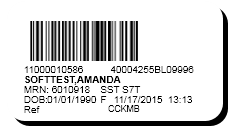 11000010586 40004255BL09996
SOFTTEST,AMANDA
MRN: 6010918 SST S7T
DOB:01/01/1990 F 11/17/2015 13:13
Ref CCKMB